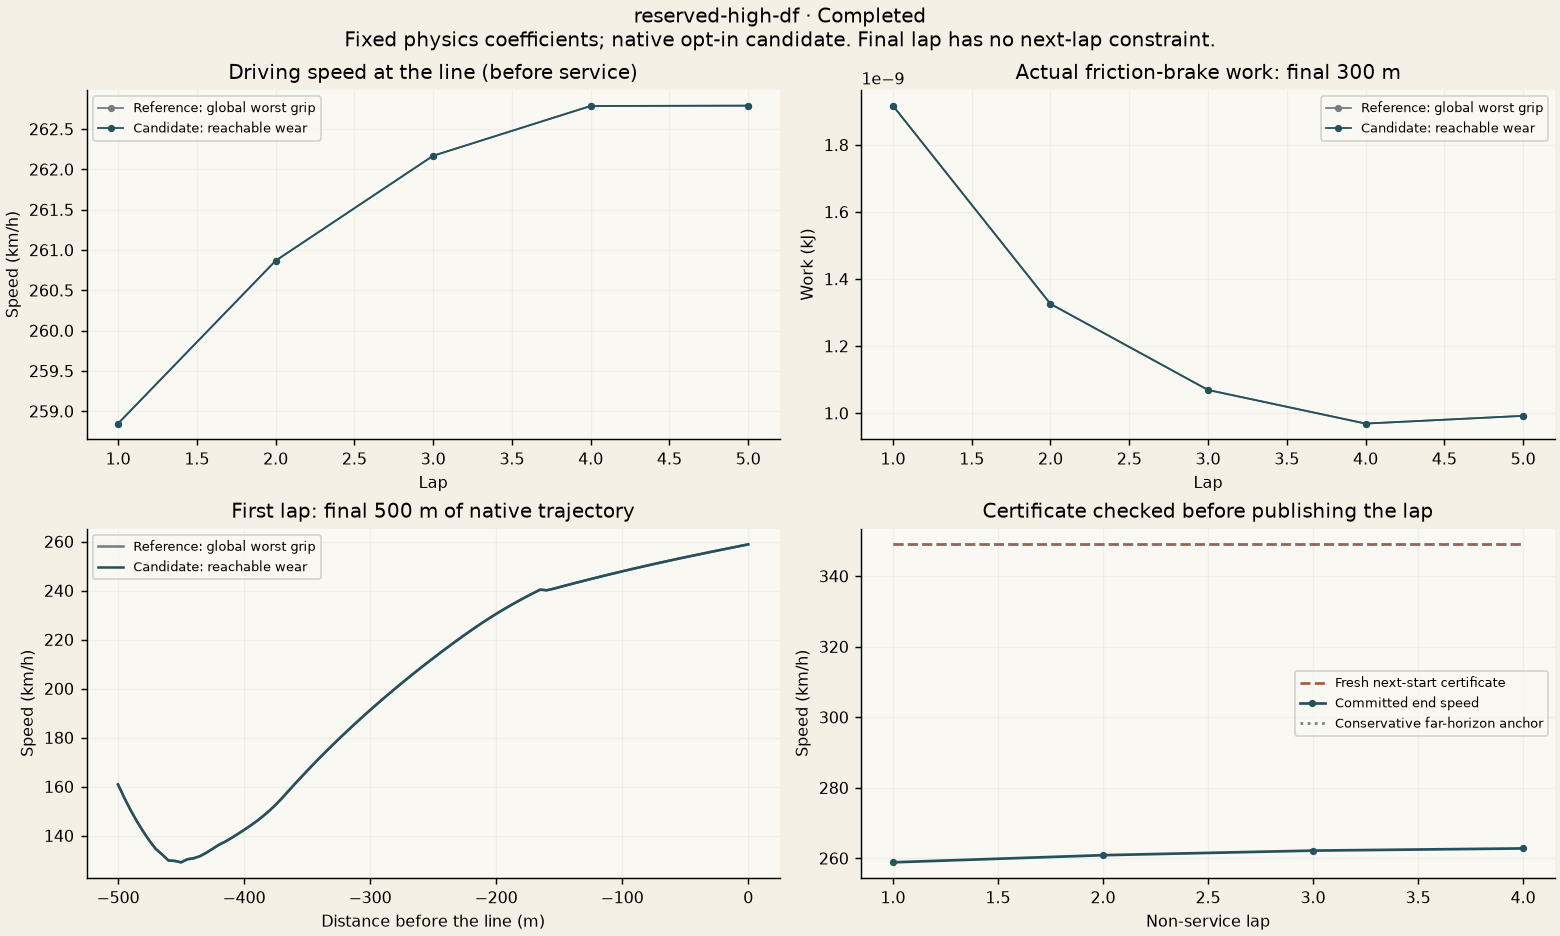 reserved-high-df · Completed
Fixed physics coefficients; native opt-in candidate. Final lap has no next-lap constraint.
Driving speed at the line (before service)
Reference: global worst grip
Candidate: reachable wear
Speed (km/h)
262.5
262.0
261.5
261.0
260.5
260.0
259.5
259.0
1.0 1.5 2.0 2.5 3.0 3.5 4.0 4.5 5.0
Lap
Actual friction-brake work: final 300 m
1e−9
Reference: global worst grip
Candidate: reachable wear
Work (kJ)
1.8
1.6
1.4
1.2
1.0
1.0 1.5 2.0 2.5 3.0 3.5 4.0 4.5 5.0
Lap
First lap: final 500 m of native trajectory
Reference: global worst grip
Candidate: reachable wear
Speed (km/h)
260
240
220
200
180
160
140
−500 −400 −300 −200 −100 0
Distance before the line (m)
Certificate checked before publishing the lap
Fresh next-start certificate
Committed end speed
Conservative far-horizon anchor
Speed (km/h)
340
320
300
280
260
1.0 1.5 2.0 2.5 3.0 3.5 4.0
Non-service lap